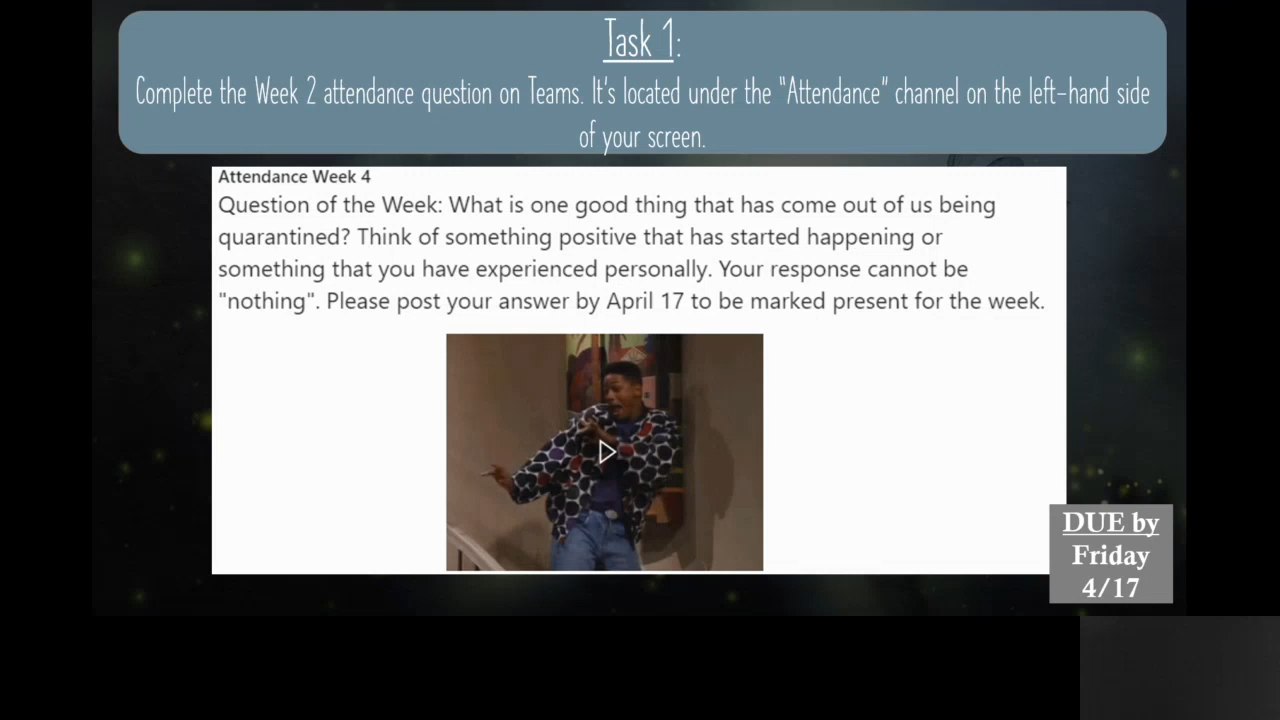 Task 1:
Complete the Week 2 attendance question on Teams. It's located under the "Attendance" channel on the left-hand side
of your screen.
Attendance Week 4
Question of the Week: What is one good thing that has come out of us being
quarantined? Think of something positive that has started happening or
something that you have experienced personally. Your response cannot be
"nothing". Please post your answer by April 17 to be marked present for the week.
DUE by
Friday
4/17